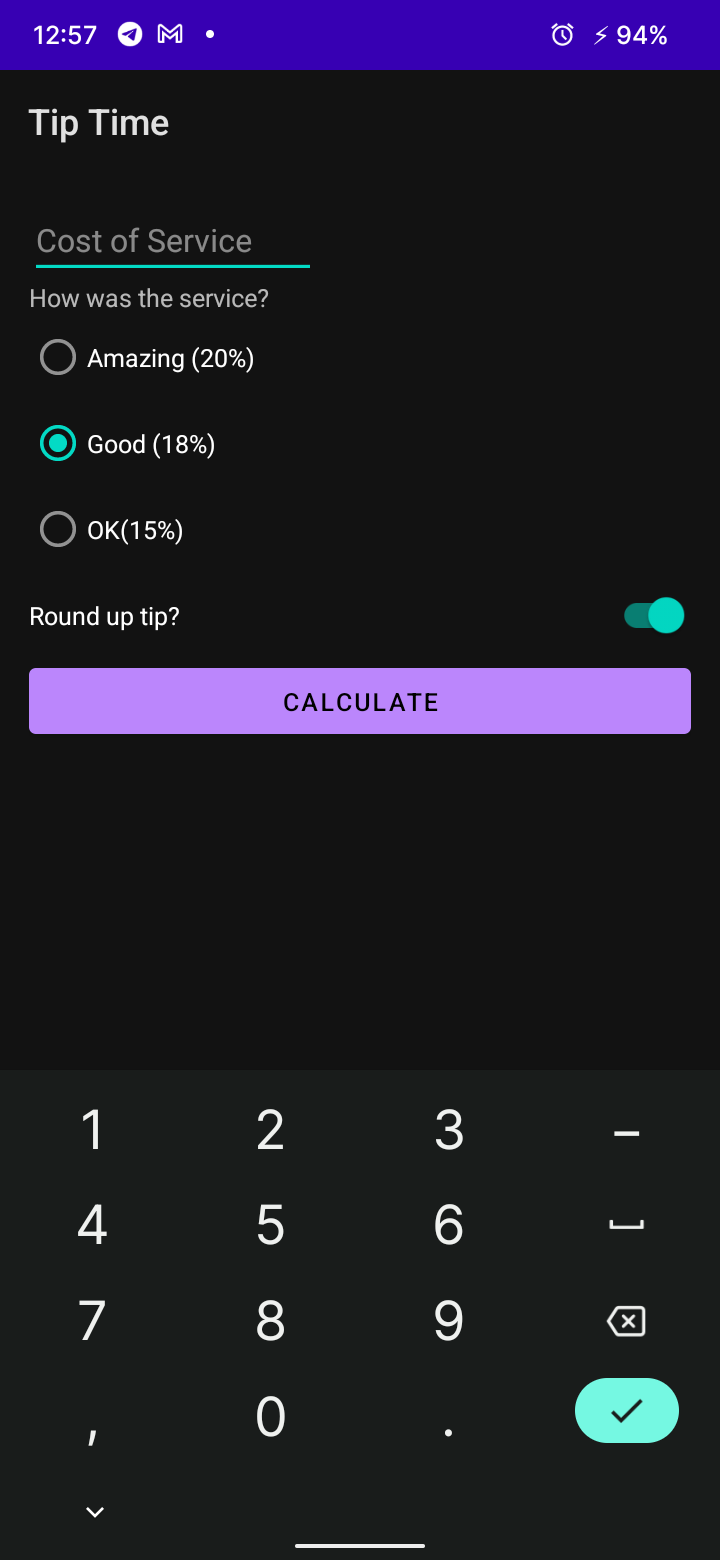 12:57 94%
Tip Time
Cost of Service
How was the service?
Amazing (20%)
Good (18%)
OK(15%)
Round up tip?
CALCULATE
1 2 3 –
4 5 6
7 8 9
, 0 .